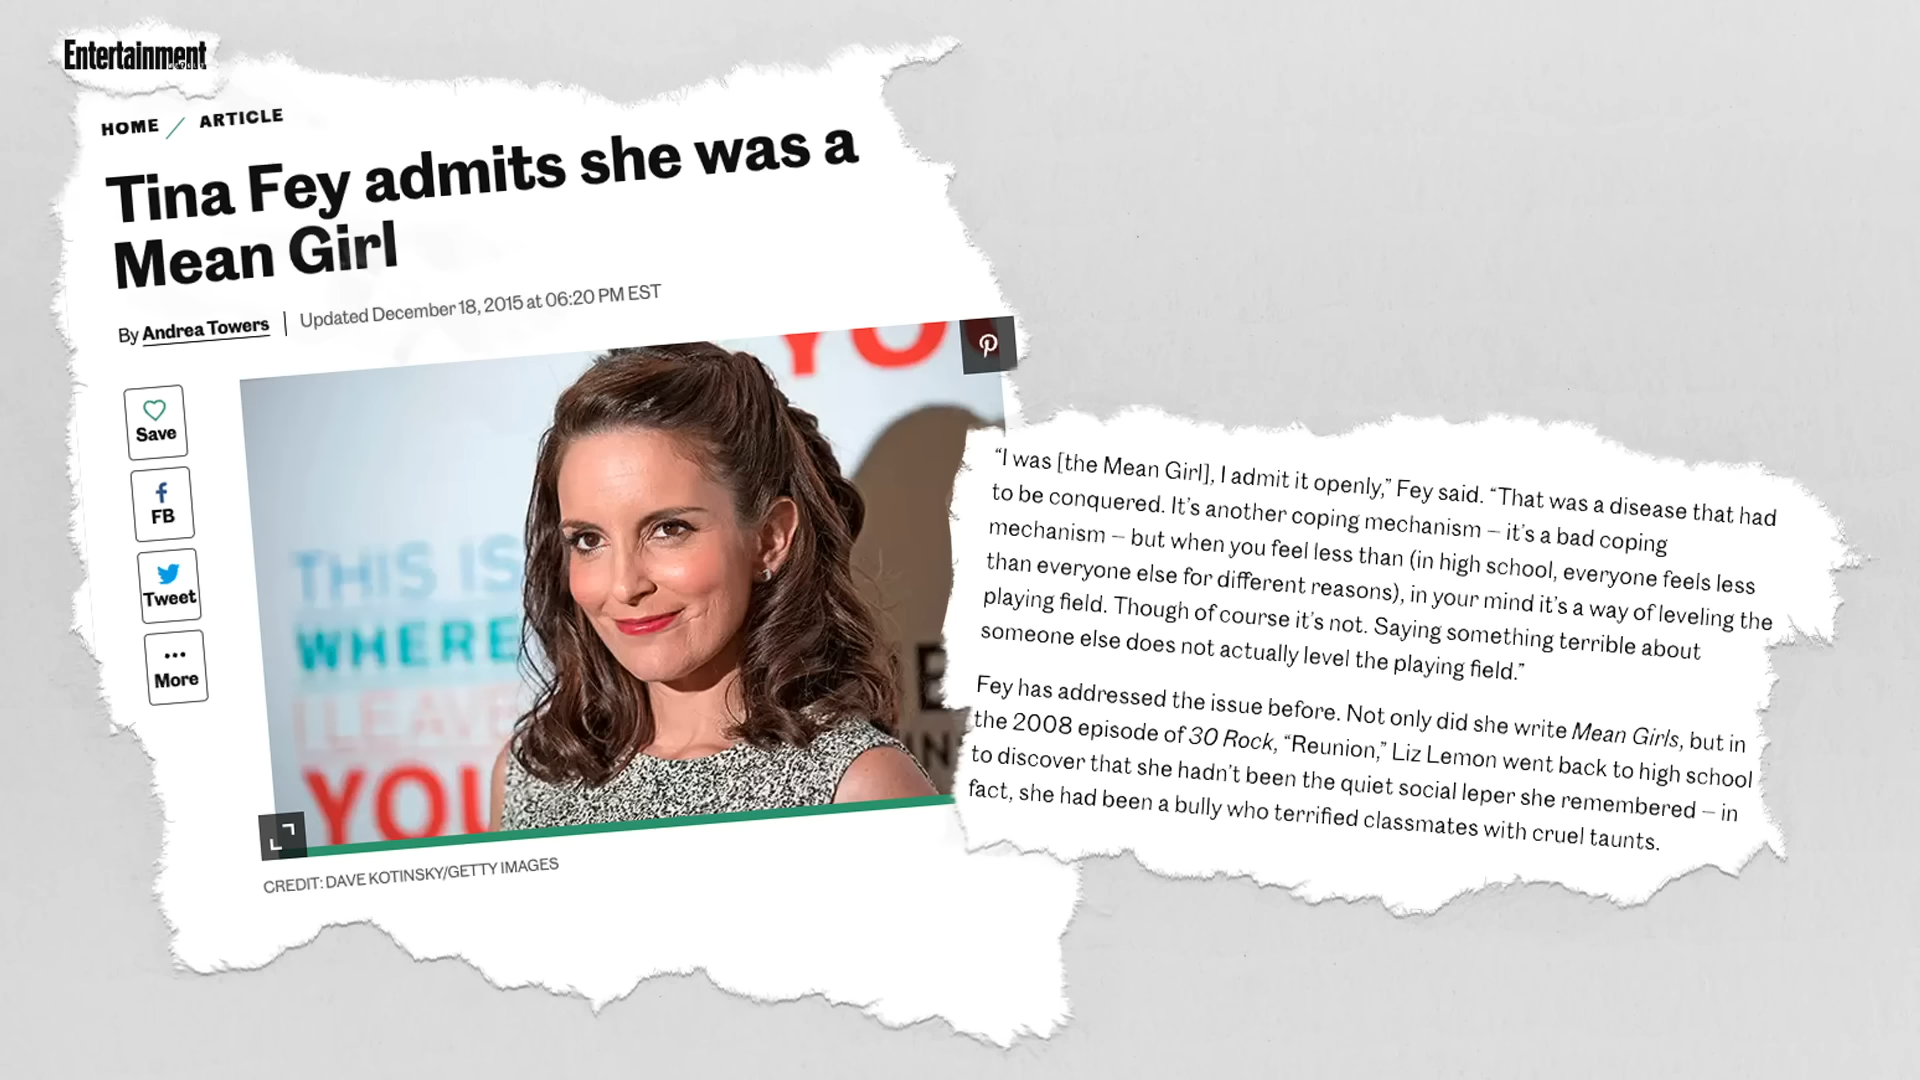 Entertainment
HOME / ARTICLE
Tina Fey admits she was a
Mean Girl
By Andrea Towers | Updated December 18, 2015 at 06:20 PM EST
Save
FB
Tweet
More
YO
THIS IS
WHERE
I LEAVE
YOU
CREDIT: DAVE KOTINSKY/GETTY IMAGES
“I was [the Mean Girl], I admit it openly,” Fey said. “That was a disease that had
to be conquered. It’s another coping mechanism – it’s a bad coping
mechanism – but when you feel less than (in high school, everyone feels less
than everyone else for different reasons), in your mind it’s a way of leveling the
playing field. Though of course it’s not. Saying something terrible about
someone else does not actually level the playing field.”
Fey has addressed the issue before. Not only did she write Mean Girls, but in
the 2008 episode of 30 Rock, “Reunion,” Liz Lemon went back to high school
to discover that she hadn’t been the quiet social leper she remembered – in
fact, she had been a bully who terrified classmates with cruel taunts.